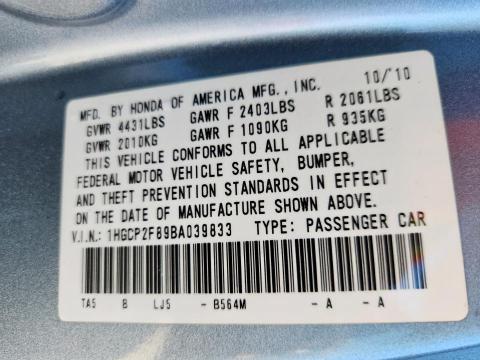 MFD. BY HONDA OF AMERICA MFG., INC. 10/'10
GVWR 4431LBS GAWR F 2403LBS R 2061LBS
GVWR 2010KG GAWR F 1090KG R 935KG
THIS VEHICLE CONFORMS TO ALL APPLICABLE
FEDERAL MOTOR VEHICLE SAFETY, BUMPER,
AND THEFT PREVENTION STANDARDS IN EFFECT
ON THE DATE OF MANUFACTURE SHOWN ABOVE.
V.I.N.: 1HGCP2F69BA039833 TYPE: PASSENGER CAR
TA5 B LJ5 - B564M - A - A